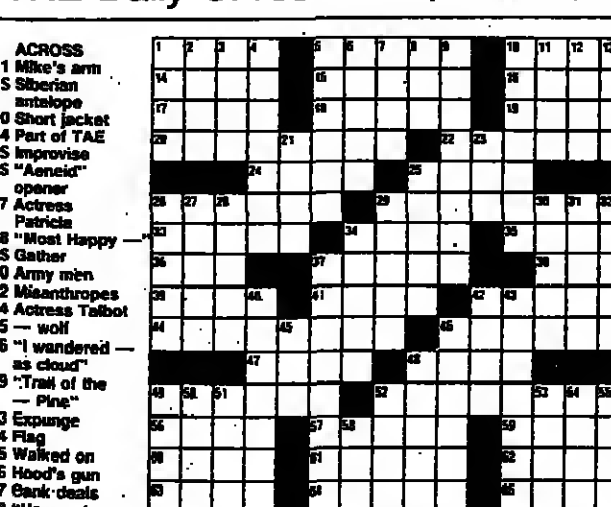 ACROSS
1 Mike's arm
5 Siberian
antelope
0 Short jacket
4 Part of TAE
5 Improvise
6 "Aeneid"
opener
7 Actress
Patricia
8 "Most Happy —"
9 Gather
0 Army men
2 Misanthropes
4 Actress Talbot
5 — wolf
6 "I wandered —
as cloud"
9 "Trail of the
— Pine"
3 Expunge
4 Flag
5 Walked on
6 Hood's gun
7 Bank deals
1 2 3 4 5 6 7 8 9 10 11 12 13
14 15 16
17 18 19
20 21 22 23
24 25
26 27 28 29 30 31 32
33 34 35
36 37 38
39 40 41 42 43
44 45 46
47 48
49 50 51 52 53 54 55
56 57 58 59
60 61 62
63 64 65